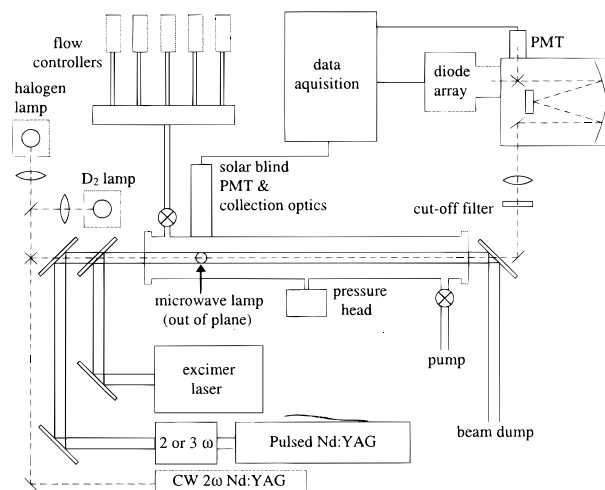 flow
controllers
halogen
lamp
D2 lamp
data
aquisition
diode
array
PMT
solar blind
PMT &
collection optics
cut-off filter
microwave lamp
(out of plane)
pressure
head
pump
excimer
laser
beam dump
2 or 3 ω
Pulsed Nd:YAG
CW 2ω Nd:YAG